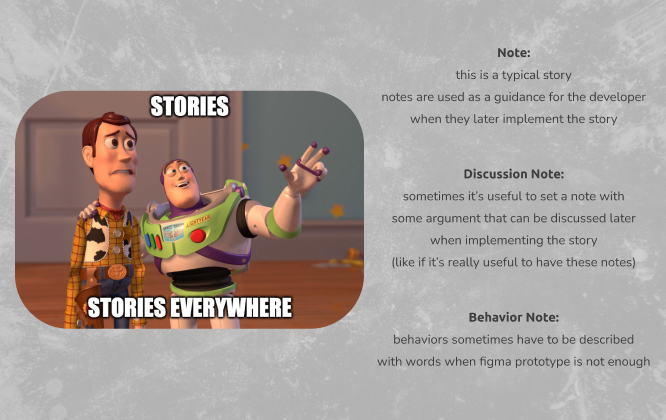 STORIES
STORIES EVERYWHERE
LIGHTYEAR
Note:
this is a typical story
notes are used as a guidance for the developer
when they later implement the story
Discussion Note:
sometimes it’s useful to set a note with
some argument that can be discussed later
when implementing the story
(like if it’s really useful to have these notes)
Behavior Note:
behaviors sometimes have to be described
with words when figma prototype is not enough